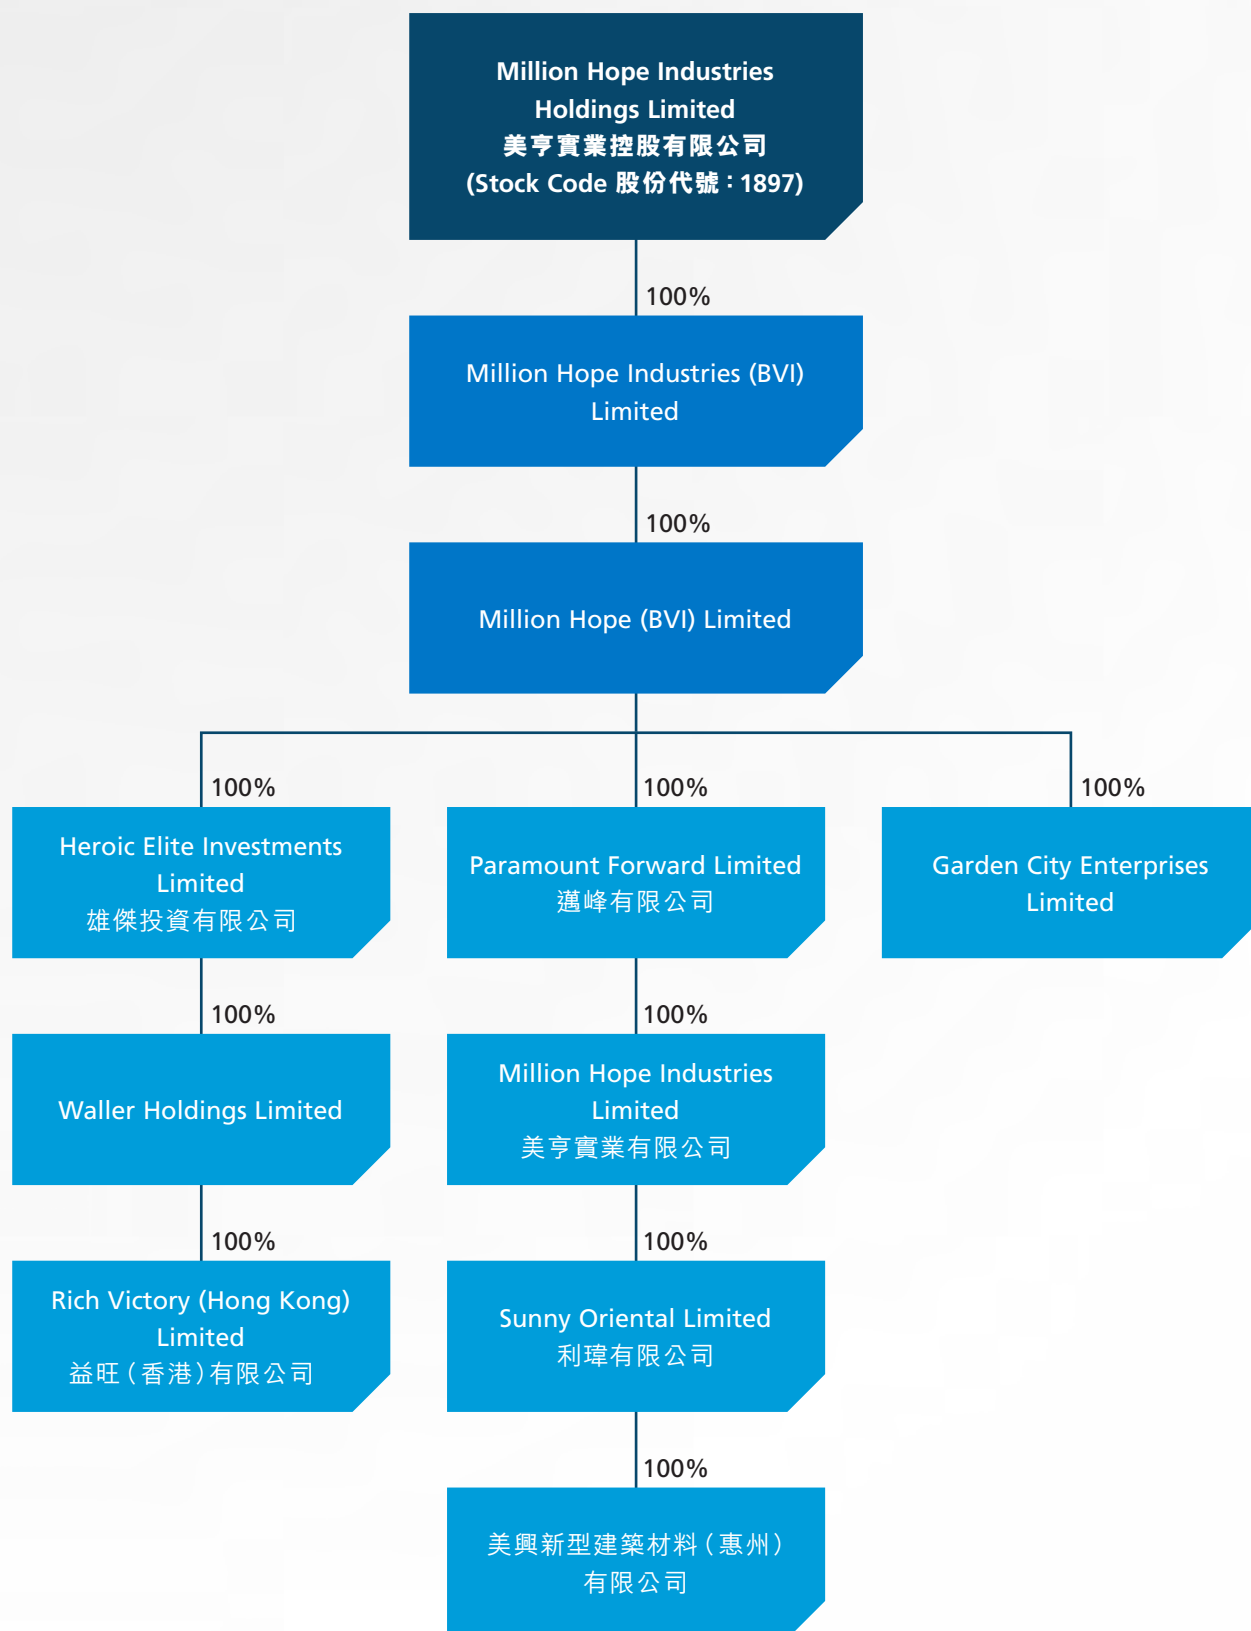 Million Hope Industries
Holdings Limited
美亨實業控股有限公司
(Stock Code 股份代號：1897)
100%
Million Hope Industries (BVI)
Limited
100%
Million Hope (BVI) Limited
100%
100%
100%
Heroic Elite Investments
Limited
雄傑投資有限公司
Paramount Forward Limited
邁峰有限公司
Garden City Enterprises
Limited
100%
100%
Waller Holdings Limited
Million Hope Industries
Limited
美亨實業有限公司
100%
100%
Rich Victory (Hong Kong)
Limited
益旺（香港）有限公司
Sunny Oriental Limited
利瑋有限公司
100%
美興新型建築材料（惠州）
有限公司